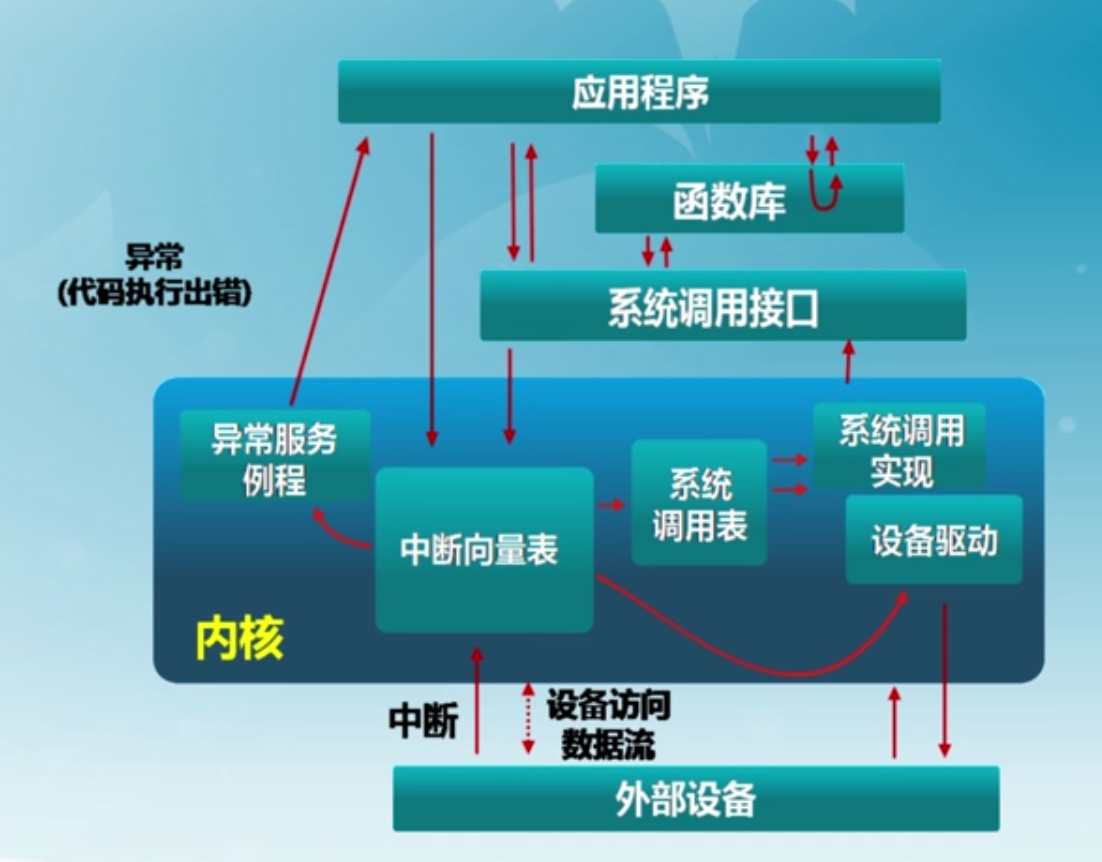 应用程序
函数库
异常
(代码执行出错)
系统调用接口
异常服务
例程
系统调用
实现
系统
调用表
中断向量表
设备驱动
内核
中断
设备访问
数据流
外部设备